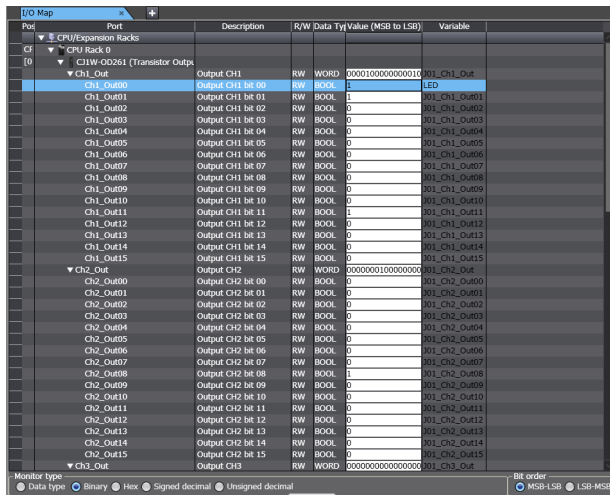 I/O Map × +
Pos Port Description R/W Data Ty Value (MSB to LSB) Variable
▼ CPU/Expansion Racks
CF ▼ CPU Rack 0
[0 ▼ CJ1W-OD261 (Transistor Outpu
▼ Ch1_Out Output CH1 RW WORD 0000100000000010 J01_Ch1_Out
Ch1_Out00 Output CH1 bit 00 RW BOOL 1 LED
Ch1_Out01 Output CH1 bit 01 RW BOOL 1 J01_Ch1_Out01
Ch1_Out02 Output CH1 bit 02 RW BOOL 0 J01_Ch1_Out02
Ch1_Out03 Output CH1 bit 03 RW BOOL 0 J01_Ch1_Out03
Ch1_Out04 Output CH1 bit 04 RW BOOL 0 J01_Ch1_Out04
Ch1_Out05 Output CH1 bit 05 RW BOOL 0 J01_Ch1_Out05
Ch1_Out06 Output CH1 bit 06 RW BOOL 0 J01_Ch1_Out06
Ch1_Out07 Output CH1 bit 07 RW BOOL 0 J01_Ch1_Out07
Ch1_Out08 Output CH1 bit 08 RW BOOL 0 J01_Ch1_Out08
Ch1_Out09 Output CH1 bit 09 RW BOOL 0 J01_Ch1_Out09
Ch1_Out10 Output CH1 bit 10 RW BOOL 0 J01_Ch1_Out10
Ch1_Out11 Output CH1 bit 11 RW BOOL 1 J01_Ch1_Out11
Ch1_Out12 Output CH1 bit 12 RW BOOL 0 J01_Ch1_Out12
Ch1_Out13 Output CH1 bit 13 RW BOOL 0 J01_Ch1_Out13
Ch1_Out14 Output CH1 bit 14 RW BOOL 0 J01_Ch1_Out14
Ch1_Out15 Output CH1 bit 15 RW BOOL 0 J01_Ch1_Out15
▼ Ch2_Out Output CH2 RW WORD 0000000100000000 J01_Ch2_Out
Ch2_Out00 Output CH2 bit 00 RW BOOL 0 J01_Ch2_Out00
Ch2_Out01 Output CH2 bit 01 RW BOOL 0 J01_Ch2_Out01
Ch2_Out02 Output CH2 bit 02 RW BOOL 0 J01_Ch2_Out02
Ch2_Out03 Output CH2 bit 03 RW BOOL 0 J01_Ch2_Out03
Ch2_Out04 Output CH2 bit 04 RW BOOL 0 J01_Ch2_Out04
Ch2_Out05 Output CH2 bit 05 RW BOOL 0 J01_Ch2_Out05
Ch2_Out06 Output CH2 bit 06 RW BOOL 0 J01_Ch2_Out06
Ch2_Out07 Output CH2 bit 07 RW BOOL 0 J01_Ch2_Out07
Ch2_Out08 Output CH2 bit 08 RW BOOL 1 J01_Ch2_Out08
Ch2_Out09 Output CH2 bit 09 RW BOOL 0 J01_Ch2_Out09
Ch2_Out10 Output CH2 bit 10 RW BOOL 0 J01_Ch2_Out10
Ch2_Out11 Output CH2 bit 11 RW BOOL 0 J01_Ch2_Out11
Ch2_Out12 Output CH2 bit 12 RW BOOL 0 J01_Ch2_Out12
Ch2_Out13 Output CH2 bit 13 RW BOOL 0 J01_Ch2_Out13
Ch2_Out14 Output CH2 bit 14 RW BOOL 0 J01_Ch2_Out14
Ch2_Out15 Output CH2 bit 15 RW BOOL 0 J01_Ch2_Out15
▼ Ch3_Out Output CH3 RW WORD 0000000000000000 J01_Ch3_Out
Monitor type Bit order
Data type Binary Hex Signed decimal Unsigned decimal MSB-LSB LSB-MSB